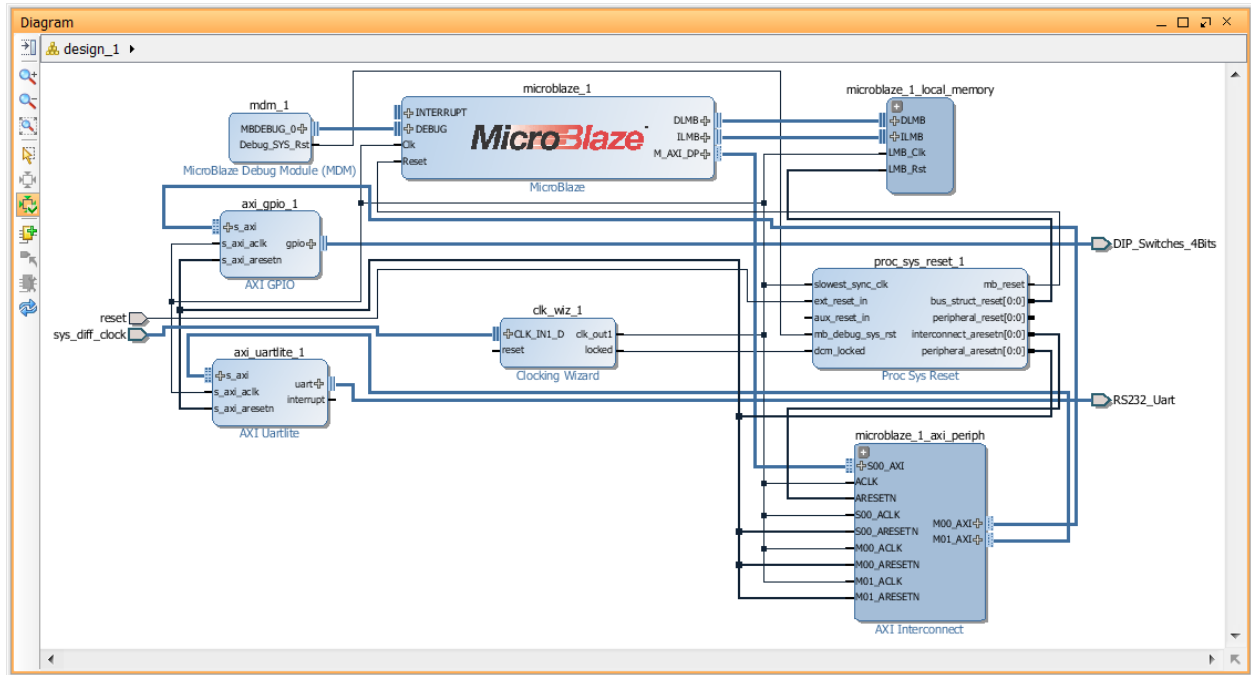 Diagram
design_1
mdm_1
MBDEBUG_0
Debug_SYS_Rst
MicroBlaze Debug Module (MDM)
microblaze_1
INTERRUPT
DEBUG
Clk
Reset
MicroBlaze
DLMB
ILMB
M_AXI_DP
MicroBlaze
microblaze_1_local_memory
DLMB
ILMB
LMB_Clk
LMB_Rst
axi_gpio_1
s_axi
s_axi_aclk
s_axi_aresetn
gpio
AXI GPIO
DIP_Switches_4Bits
reset
sys_diff_clock
clk_wiz_1
CLK_IN1_D
reset
clk_out1
locked
Clocking Wizard
proc_sys_reset_1
slowest_sync_clk
ext_reset_in
aux_reset_in
mb_debug_sys_rst
dcm_locked
mb_reset
bus_struct_reset[0:0]
peripheral_reset[0:0]
interconnect_aresetn[0:0]
peripheral_aresetn[0:0]
Proc Sys Reset
axi_uartlite_1
s_axi
s_axi_aclk
s_axi_aresetn
uart
interrupt
AXI Uartlite
RS232_Uart
microblaze_1_axi_periph
S00_AXI
ACLK
ARESETN
S00_ACLK
S00_ARESETN
M00_ACLK
M00_ARESETN
M01_ACLK
M01_ARESETN
M00_AXI
M01_AXI
AXI Interconnect